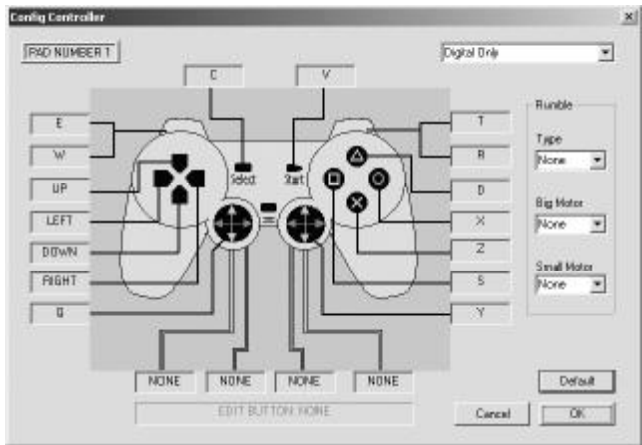 Config Controller
PAD NUMBER 1
Digital Only
C
V
E
W
UP
LEFT
DOWN
RIGHT
Select
Start
T
R
D
X
Z
S
Y
Rumble
Type
None
Big Motor
None
Small Motor
None
NONE
NONE
NONE
NONE
EDIT BUTTON: NONE
Default
Cancel
OK